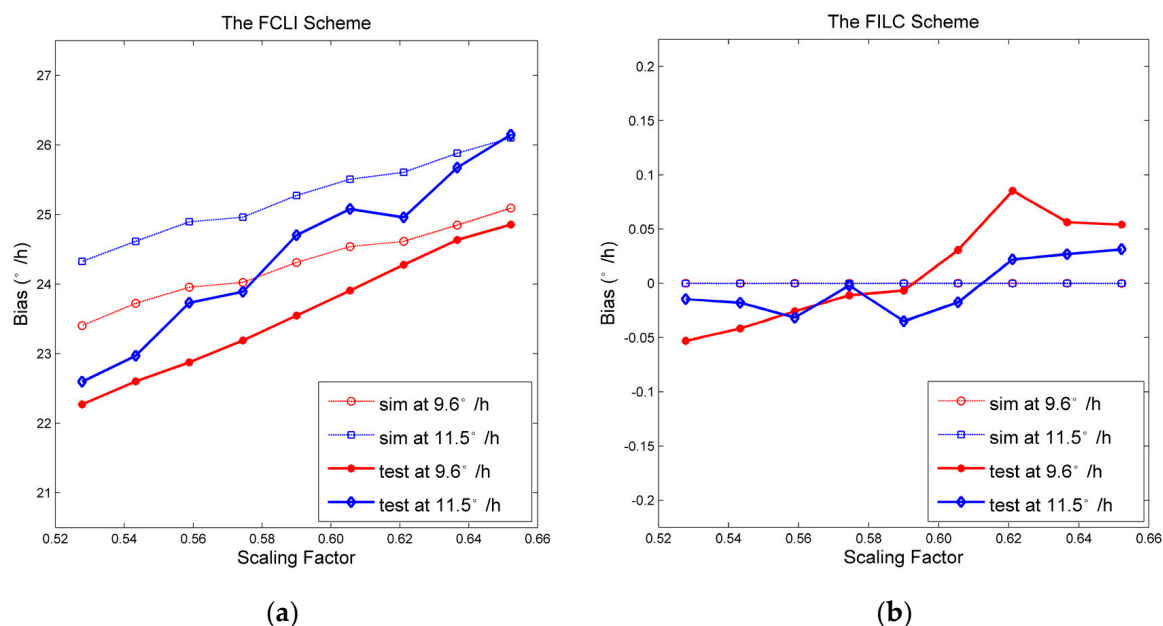 The FCLI Scheme
27
26
25
24
23
22
21
Bias (°/h)
sim at 9.6° /h
sim at 11.5° /h
test at 9.6° /h
test at 11.5° /h
0.52 0.54 0.56 0.58 0.60 0.62 0.64 0.66
Scaling Factor
(a)
The FILC Scheme
0.2
0.15
0.1
0.05
0
-0.05
-0.1
-0.15
-0.2
Bias (°/h)
sim at 9.6° /h
sim at 11.5° /h
test at 9.6° /h
test at 11.5° /h
0.52 0.54 0.56 0.58 0.60 0.62 0.64 0.66
Scaling Factor
(b)